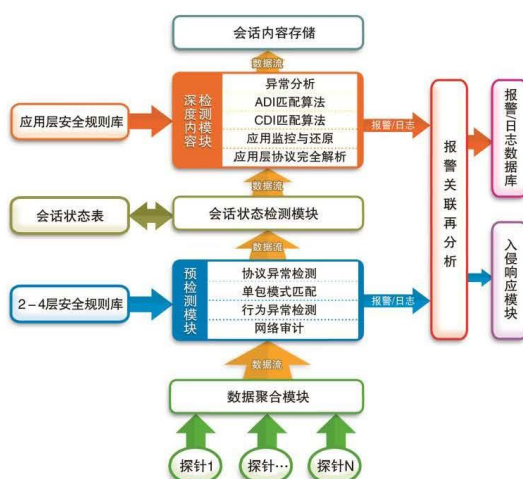 会话内容存储
数据流
应用层安全规则库
深度内容
检测模块
异常分析
ADI匹配算法
CDI匹配算法
应用监控与还原
应用层协议完全解析
报警/日志
报警关联再分析
报警/日志数据库
数据流
会话状态表
会话状态检测模块
入侵响应模块
数据流
2-4层安全规则库
预检测模块
协议异常检测
单包模式匹配
行为异常检测
网络审计
报警/日志
数据流
数据聚合模块
探针1
探针…
探针N